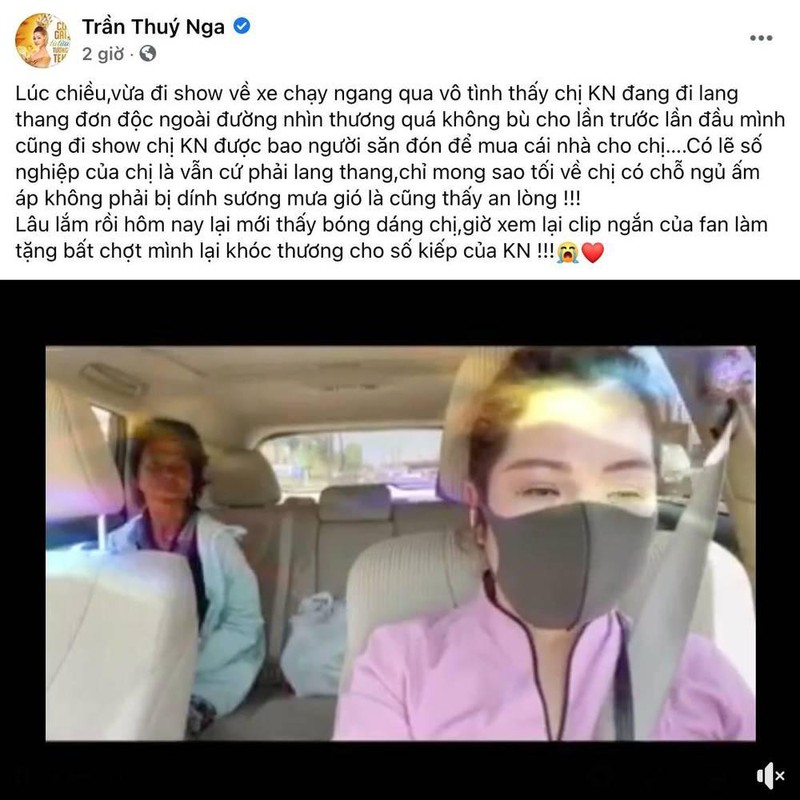 Trần Thuý Nga
2 giờ ·
Lúc chiều,vừa đi show về xe chạy ngang qua vô tình thấy chị KN đang đi lang
thang đơn độc ngoài đường nhìn thương quá không bù cho lần trước lần đầu mình
cũng đi show chị KN được bao người săn đón để mua cái nhà cho chị....Có lẽ số
nghiệp của chị là vẫn cứ phải lang thang,chỉ mong sao tối về chị có chỗ ngủ ấm
áp không phải bị dính sương mưa gió là cũng thấy an lòng !!!
Lâu lắm rồi hôm nay lại mới thấy bóng dáng chị,giờ xem lại clip ngắn của fan làm
tặng bất chợt mình lại khóc thương cho số kiếp của KN !!!😭❤️